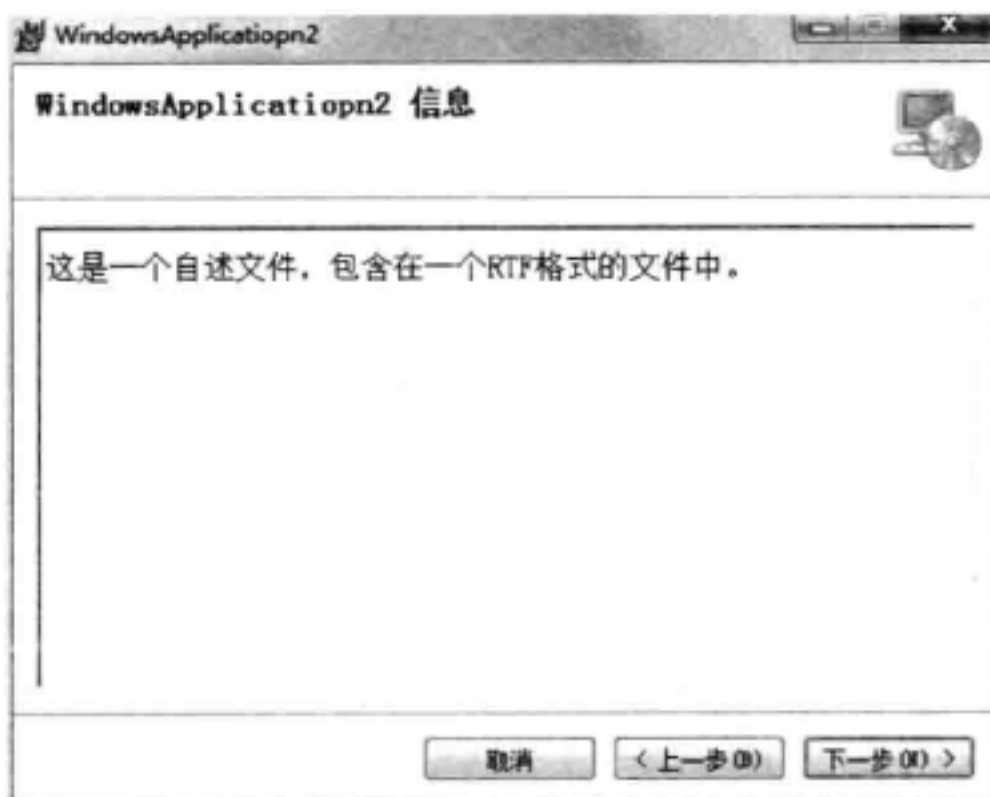 WindowsApplicatiopn2
WindowsApplicatiopn2 信息
这是一个自述文件，包含在一个RTF格式的文件中。
取消
<上一步(B)
下一步(N) >